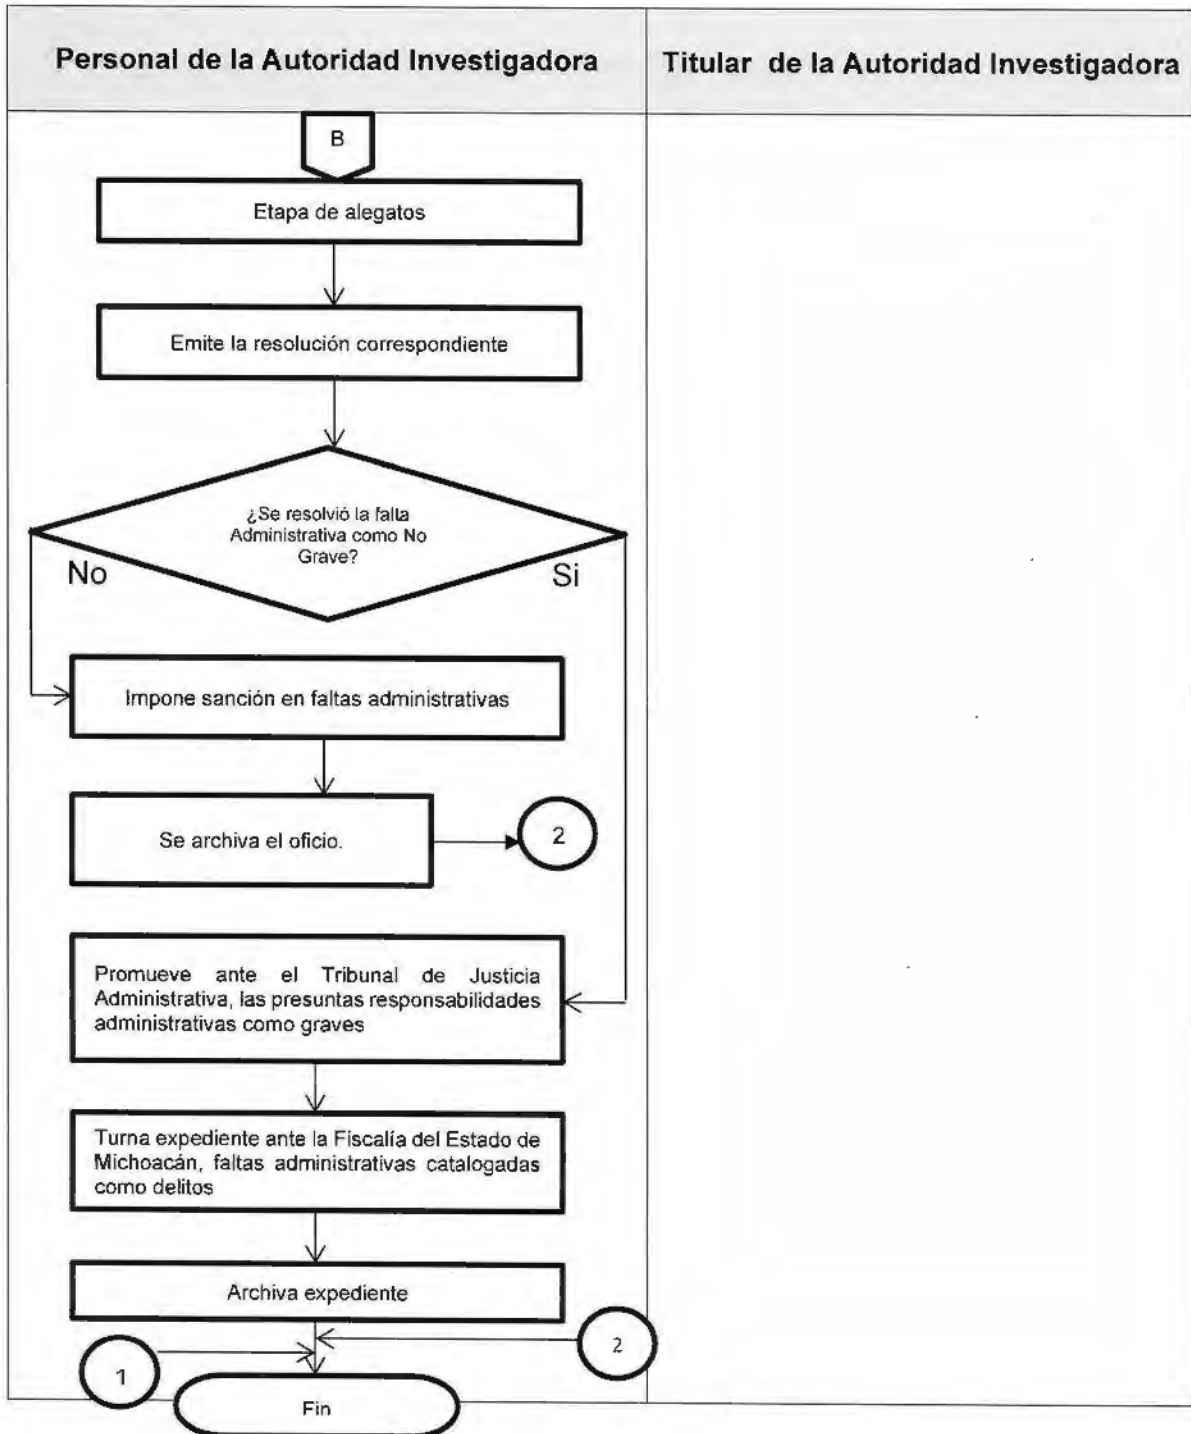 Personal de la Autoridad Investigadora
Titular de la Autoridad Investigadora
B
Etapa de alegatos
Emite la resolución correspondiente
¿Se resolvió la falta
Administrativa como No
Grave?
No
Si
Impone sanción en faltas administrativas
Se archiva el oficio.
2
Promueve ante el Tribunal de Justicia
Administrativa, las presuntas responsabilidades
administrativas como graves
Turna expediente ante la Fiscalía del Estado de
Michoacán, faltas administrativas catalogadas
como delitos
Archiva expediente
1
2
Fin